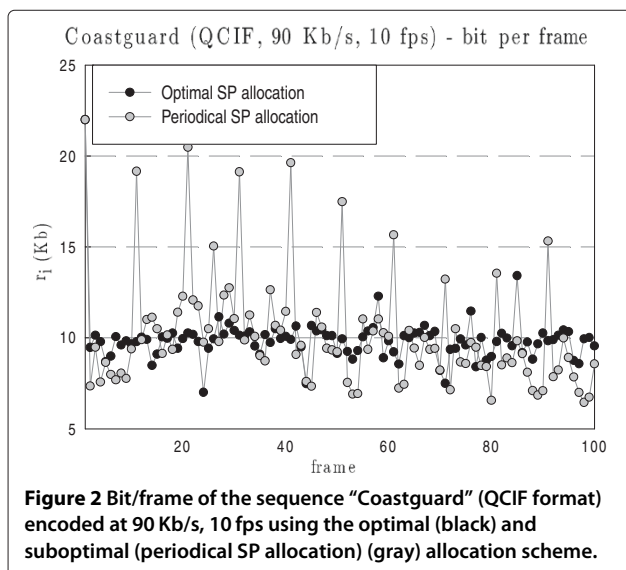 Coastguard (QCIF, 90 Kb/s, 10 fps) - bit per frame
25
Optimal SP allocation
Periodical SP allocation
20
15
10
5
r_i (Kb)
20
40
60
80
100
frame
Figure 2 Bit/frame of the sequence “Coastguard” (QCIF format)
encoded at 90 Kb/s, 10 fps using the optimal (black) and
suboptimal (periodical SP allocation) (gray) allocation scheme.